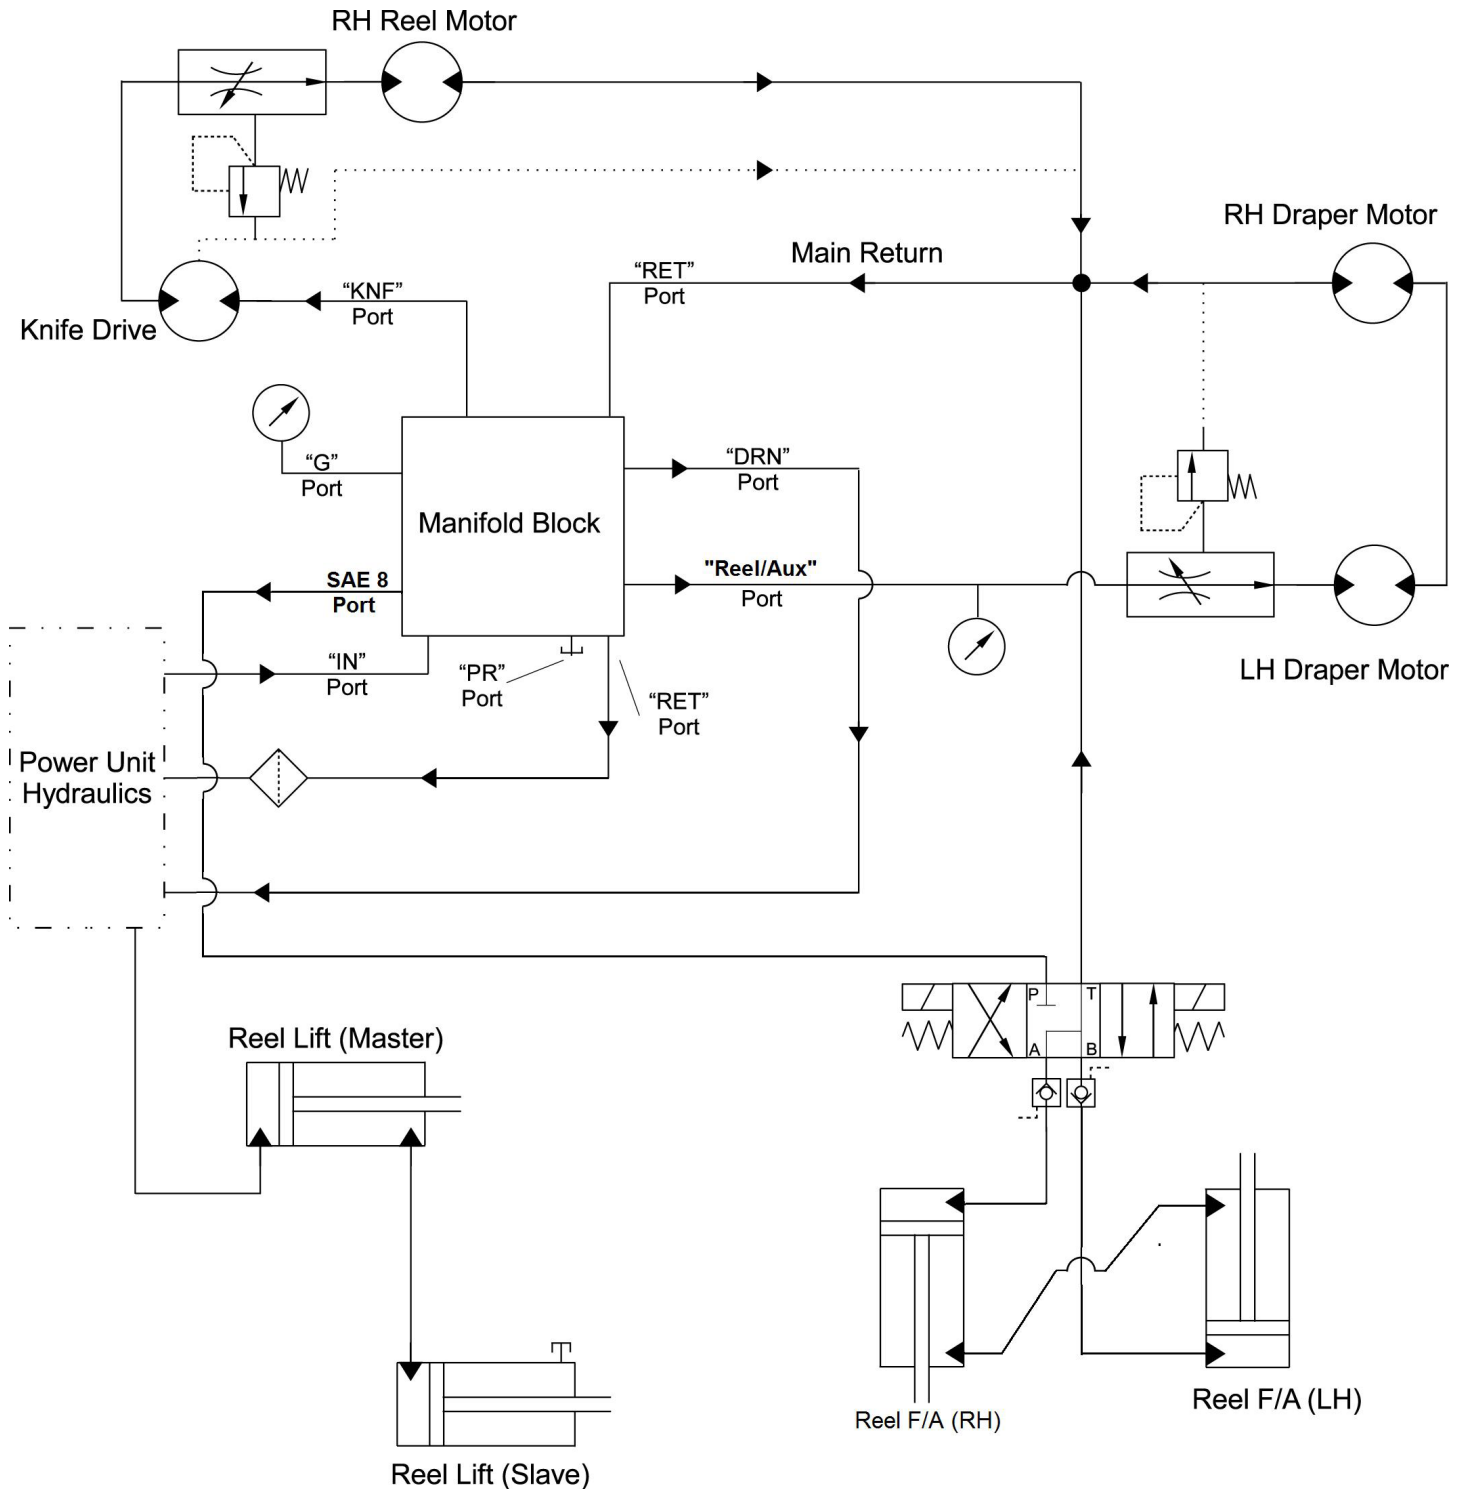 RH Reel Motor
RH Draper Motor
Main Return
“RET”
Port
“KNF”
Port
Knife Drive
“G”
Port
“DRN”
Port
Manifold Block
SAE 8
Port
"Reel/Aux"
Port
“IN”
Port
“PR”
Port
“RET”
Port
LH Draper Motor
Power Unit
Hydraulics
P
T
A
B
Reel Lift (Master)
Reel F/A (LH)
Reel F/A (RH)
Reel Lift (Slave)